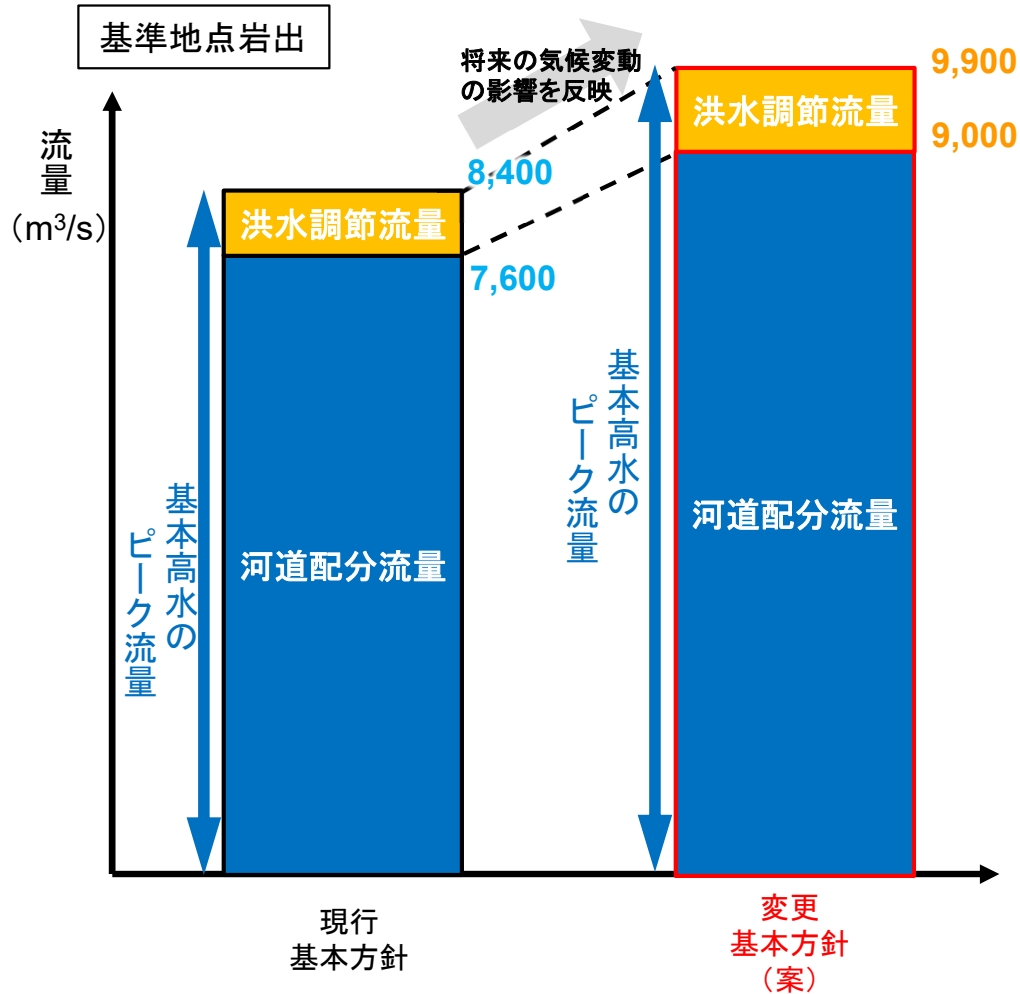 基準地点岩出
流量
（m³/s）
将来の気候変動
の影響を反映
8,400
7,600
9,900
9,000
洪水調節流量
河道配分流量
基本高水の
ピーク流量
洪水調節流量
河道配分流量
基本高水の
ピーク流量
現行
基本方針
変更
基本方針
（案）